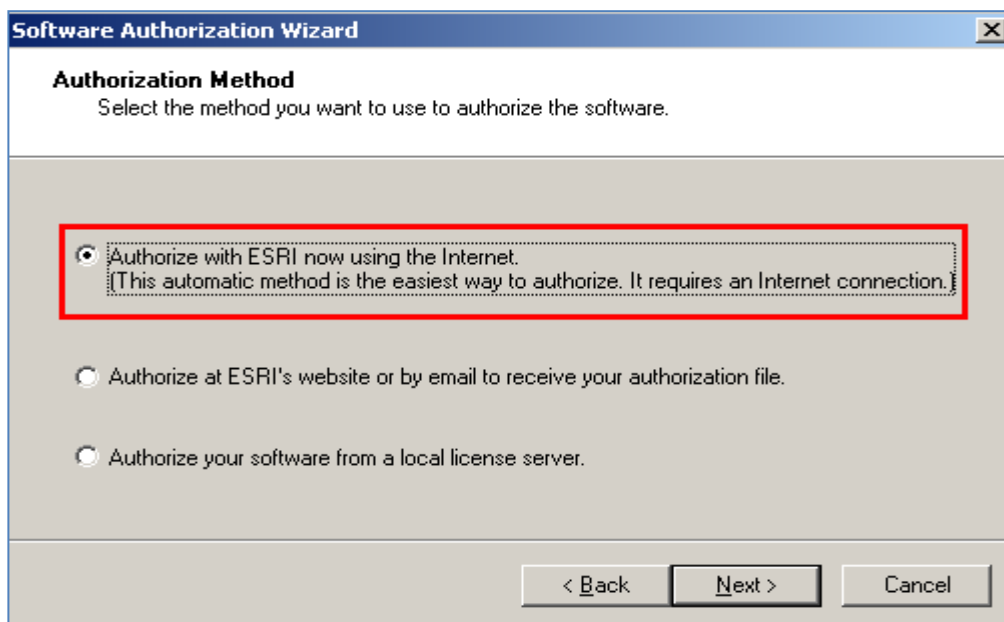 Software Authorization Wizard
Authorization Method
Select the method you want to use to authorize the software.
Authorize with ESRI now using the Internet.
(This automatic method is the easiest way to authorize. It requires an Internet connection.)
Authorize at ESRI's website or by email to receive your authorization file.
Authorize your software from a local license server.
< Back Next > Cancel